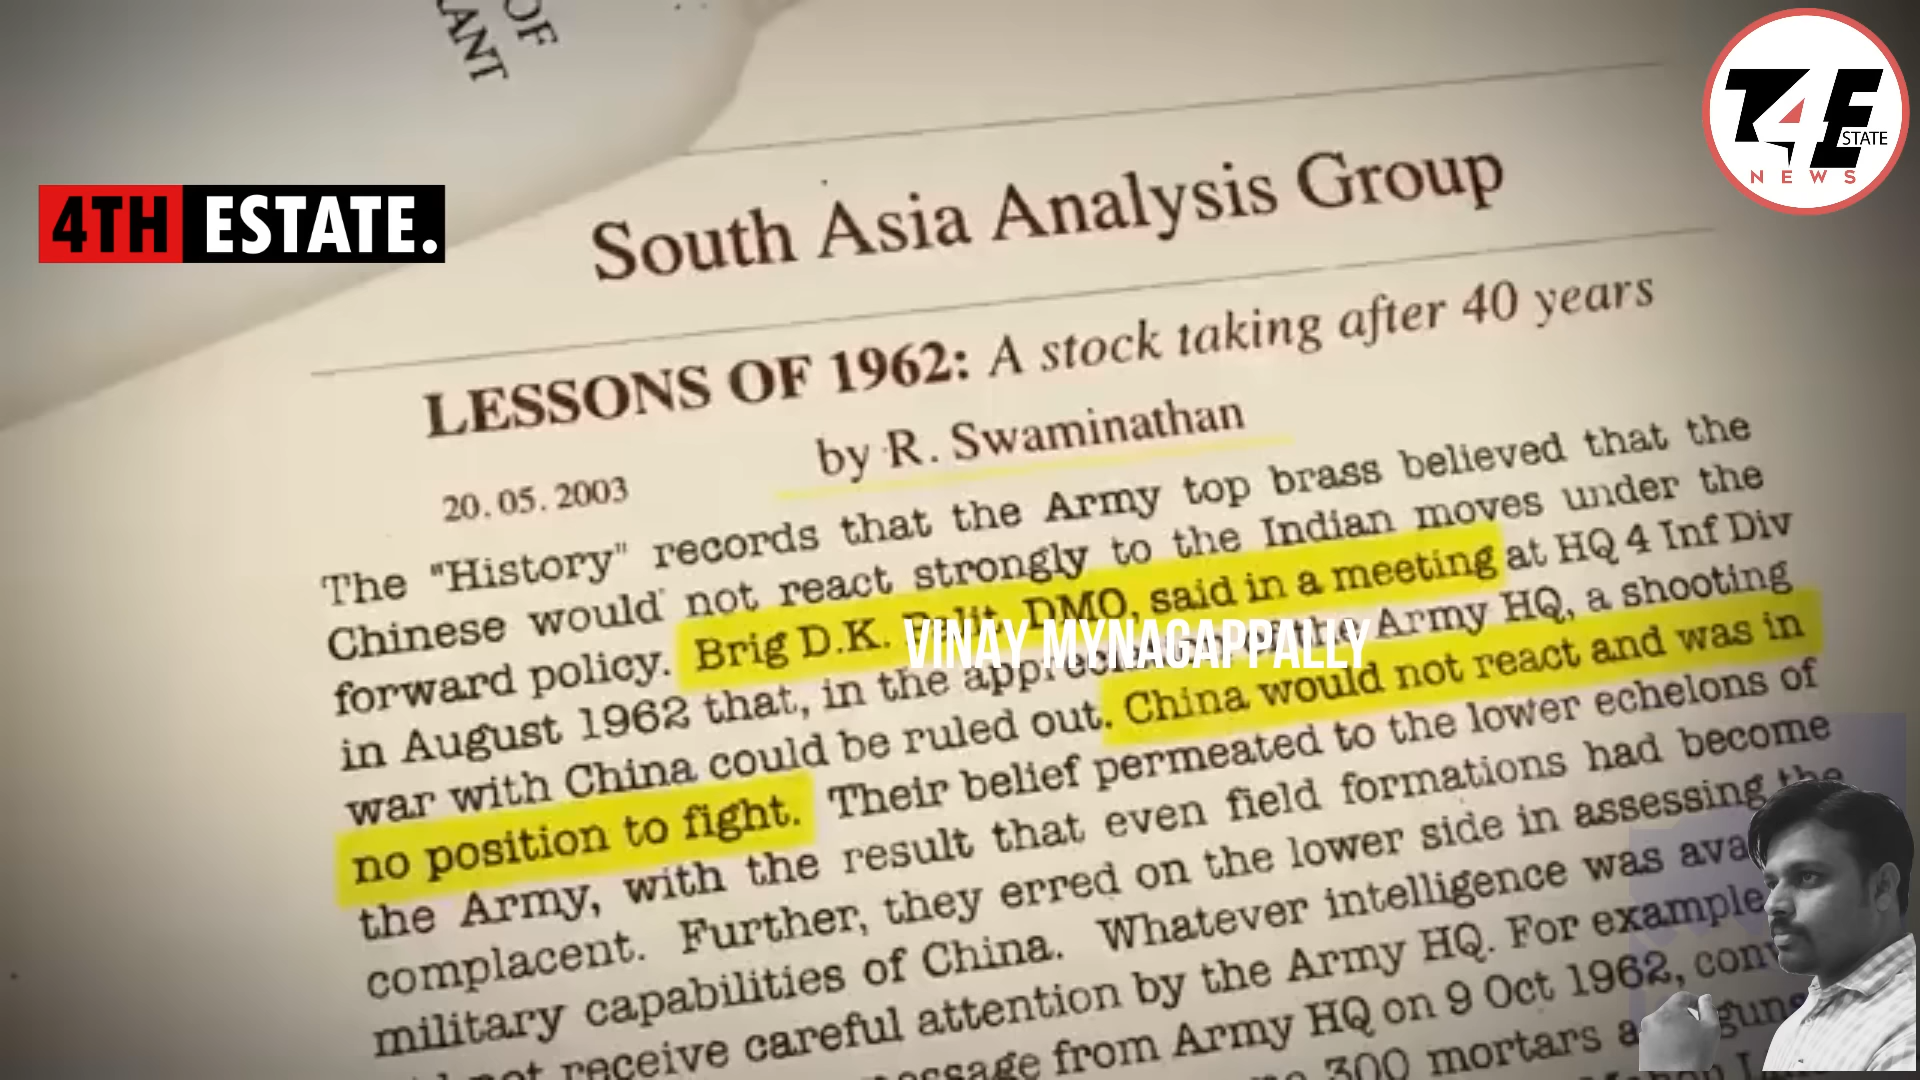 OF
ANT
T4E
STATE
NEWS
4TH ESTATE.
South Asia Analysis Group
LESSONS OF 1962: A stock taking after 40 years
by R. Swaminathan
20.05.2003
The "History" records that the Army top brass believed that the
Chinese would not react strongly to the Indian moves under the
forward policy. Brig D.K. Palit, DMO, said in a meeting at HQ 4 Inf Div
in August 1962 that, in the Army HQ, a shooting
war with China could be ruled out. China would not react and was in
no position to fight. Their belief permeated to the lower echelons of
the Army, with the result that even field formations had become
complacent. Further, they erred on the lower side in assessing the
military capabilities of China. Whatever intelligence was
not receive careful attention by the Army HQ. For example
from Army HQ on 9 Oct 1962,
300 mortars
VINAY MYNAGAPPALLY